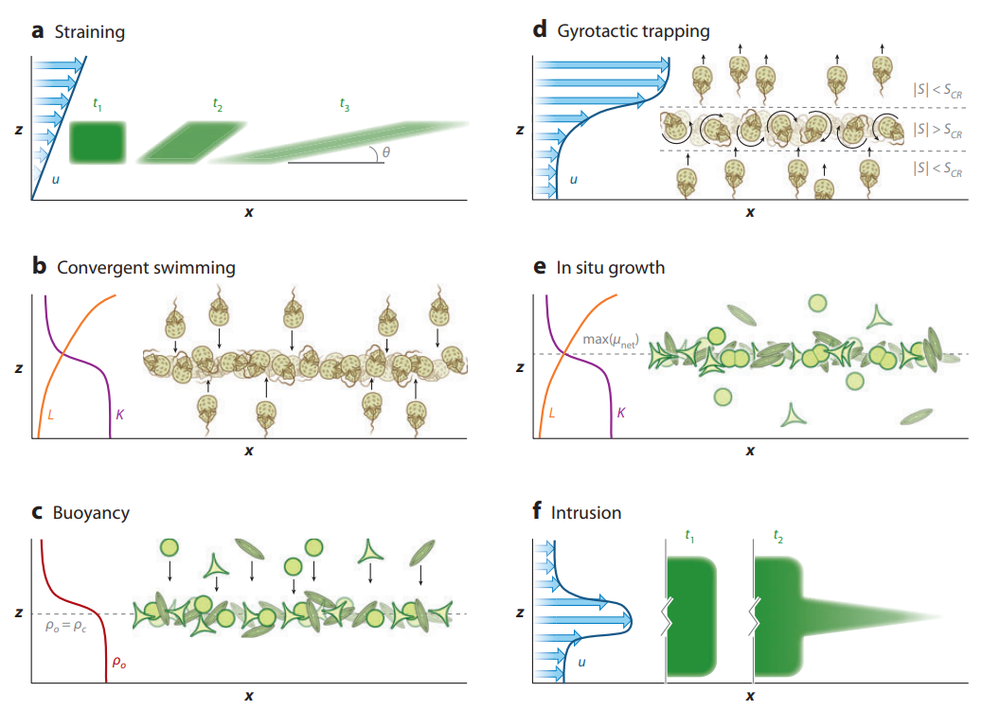 a Straining
t1
t2
t3
z
θ
u
x
b Convergent swimming
z
L
K
x
c Buoyancy
z
ρo = ρc
ρo
x
d Gyrotactic trapping
|S| < SCR
z
|S| > SCR
|S| < SCR
u
x
e In situ growth
max(μnet)
z
L
K
x
f Intrusion
t1
t2
z
u
x